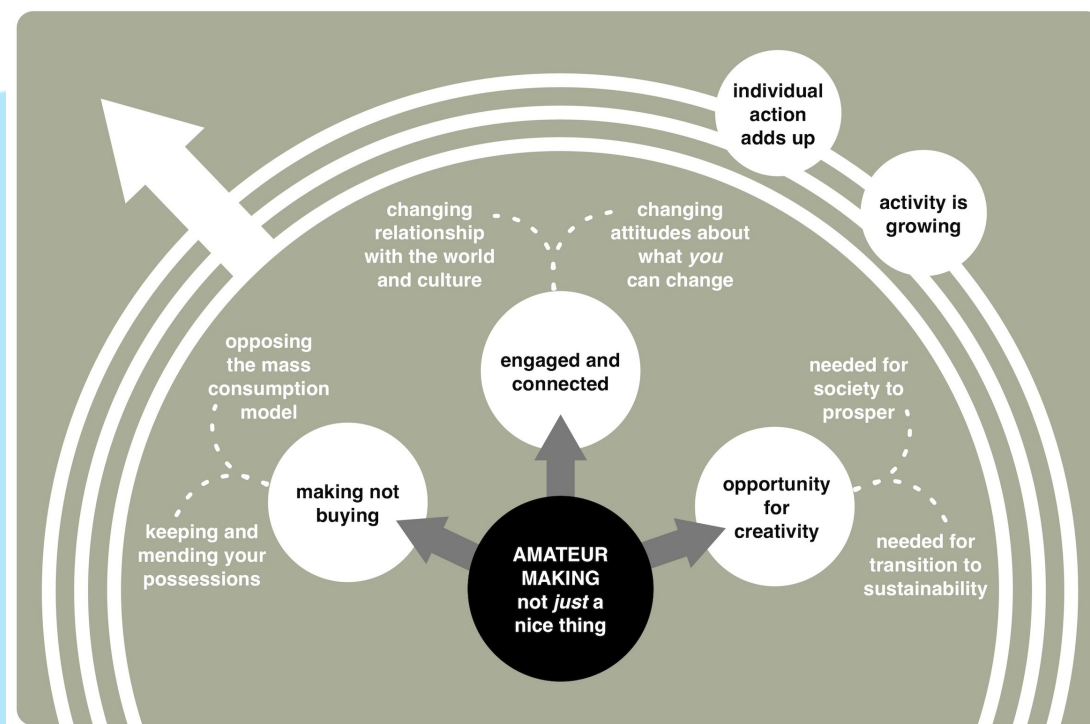 individual
action
adds up
activity is
growing
changing
relationship
with the world
and culture
changing
attitudes about
what you
can change
engaged and
connected
opposing
the mass
consumption
model
making not
buying
keeping and
mending your
possessions
needed for
society to
prosper
opportunity
for
creativity
needed for
transition to
sustainability
AMATEUR
MAKING
not just a
nice thing